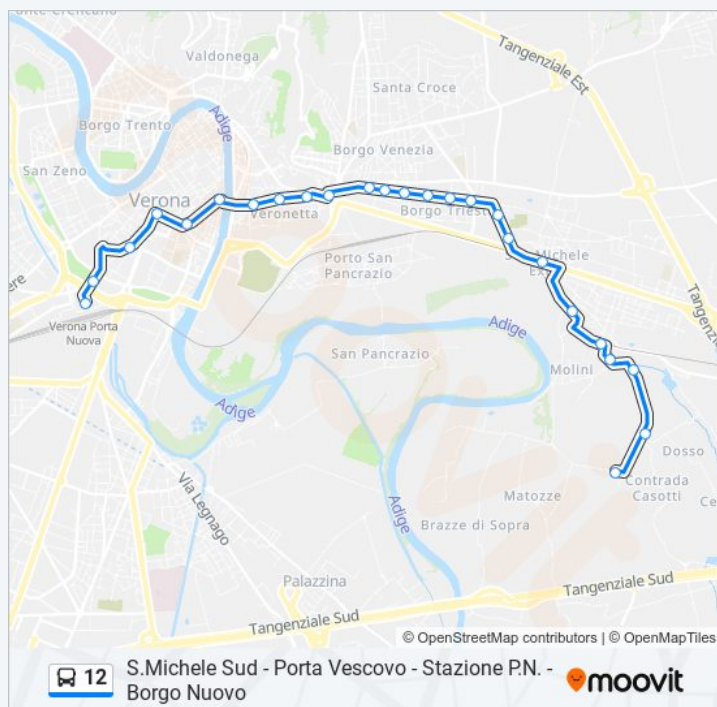 Ponte Crencano
Valdonega
Tangenziale Est
Santa Croce
Adige
Borgo Trento
Borgo Venezia
San Zeno
Verona
Veronetta
Borgo Trieste
Porto San
Pancrazio
Verona Porta
Nuova
Adige
San Pancrazio
Molini
Adige
Via Legnago
Adige
Dosso
Contrada
Casotti
Matozze
Brazze di Sopra
Palazzina
Tangenziale Sud
Tangenziale Sud
© OpenStreetMap contributors | © OpenMapTiles
12
S.Michele Sud - Porta Vescovo - Stazione P.N. -
Borgo Nuovo
moovit